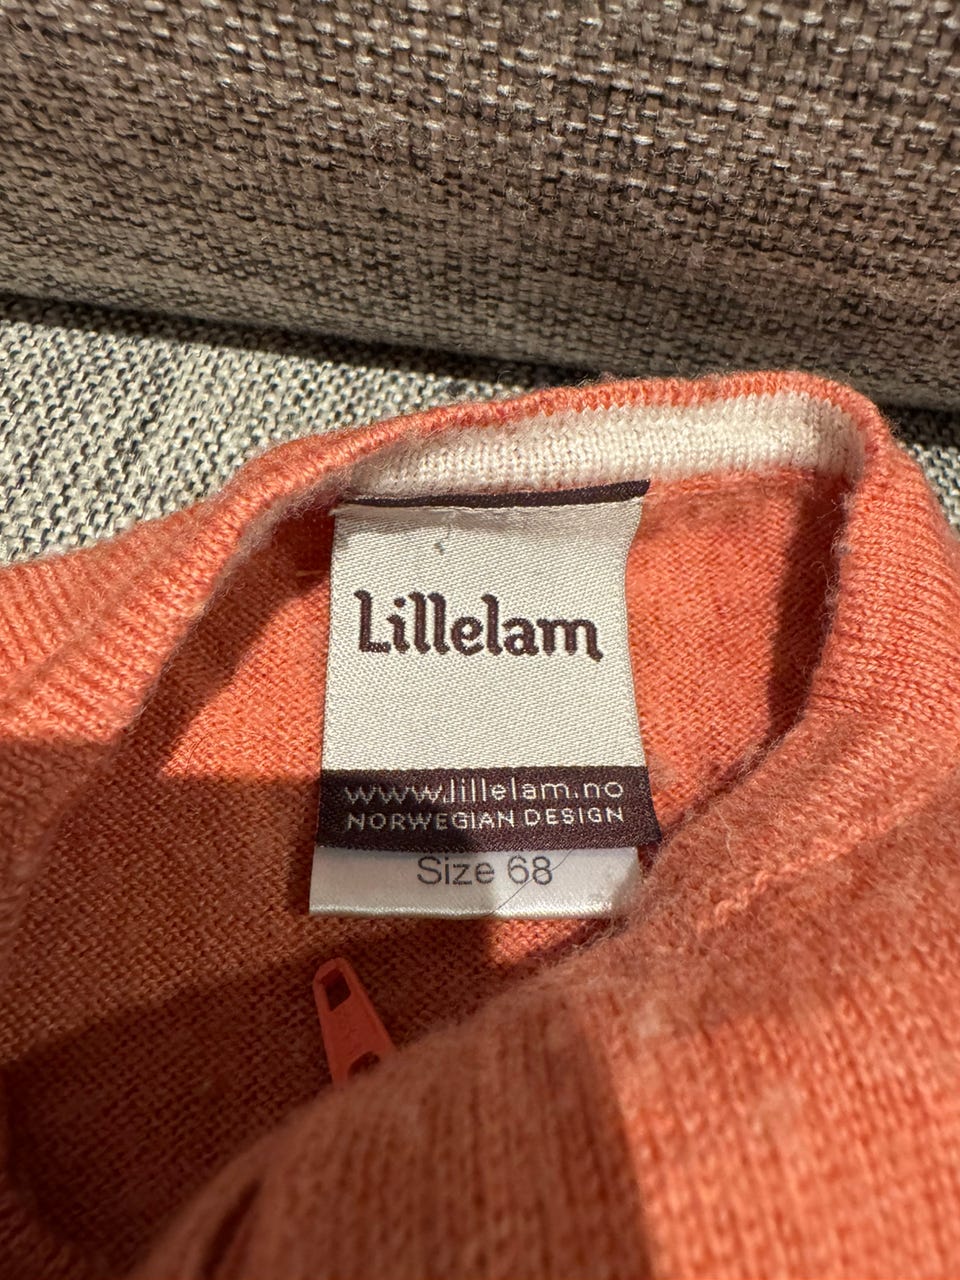 Lillelam
www.lillelam.no
NORWEGIAN DESIGN
Size 68